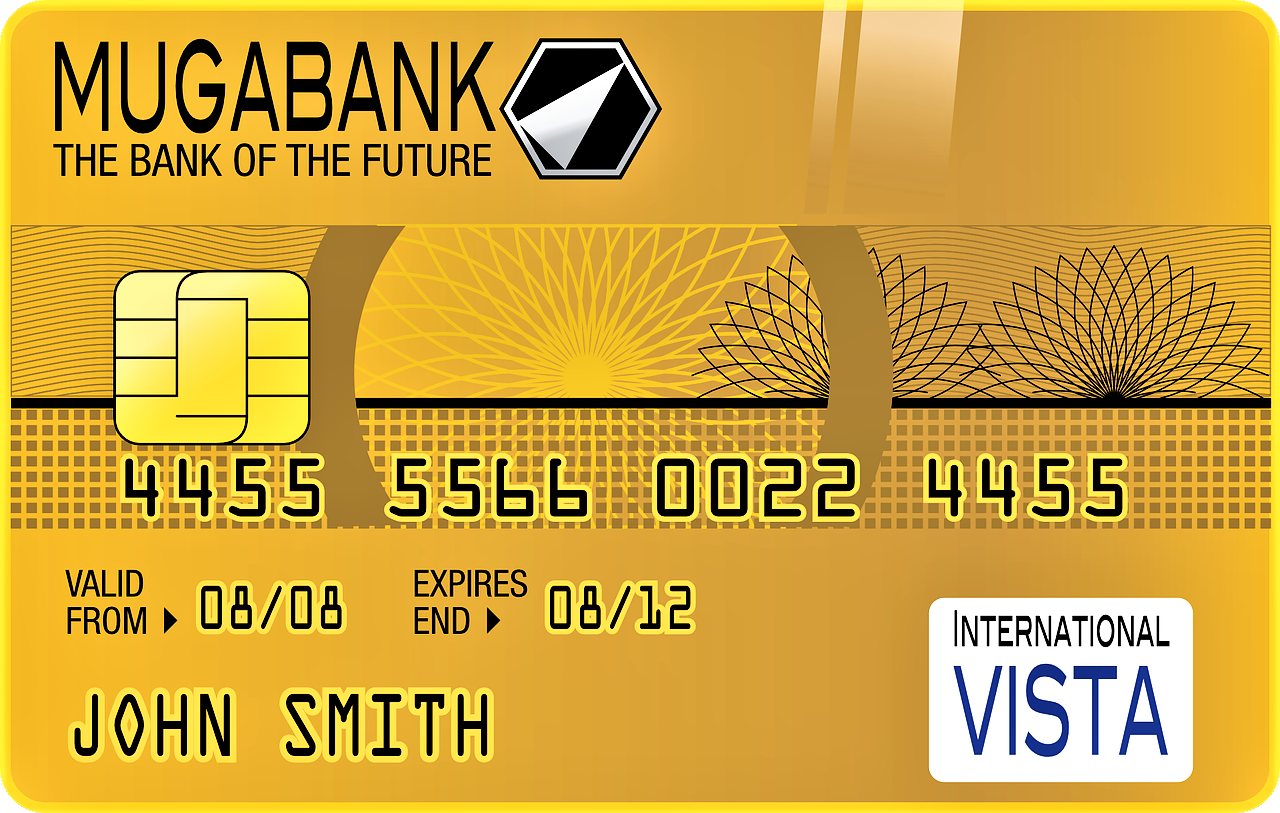 MUGABANK
THE BANK OF THE FUTURE
4455 5566 0022 4455
VALID FROM 08/08 EXPIRES END 08/12
JOHN SMITH
INTERNATIONAL
VISTA